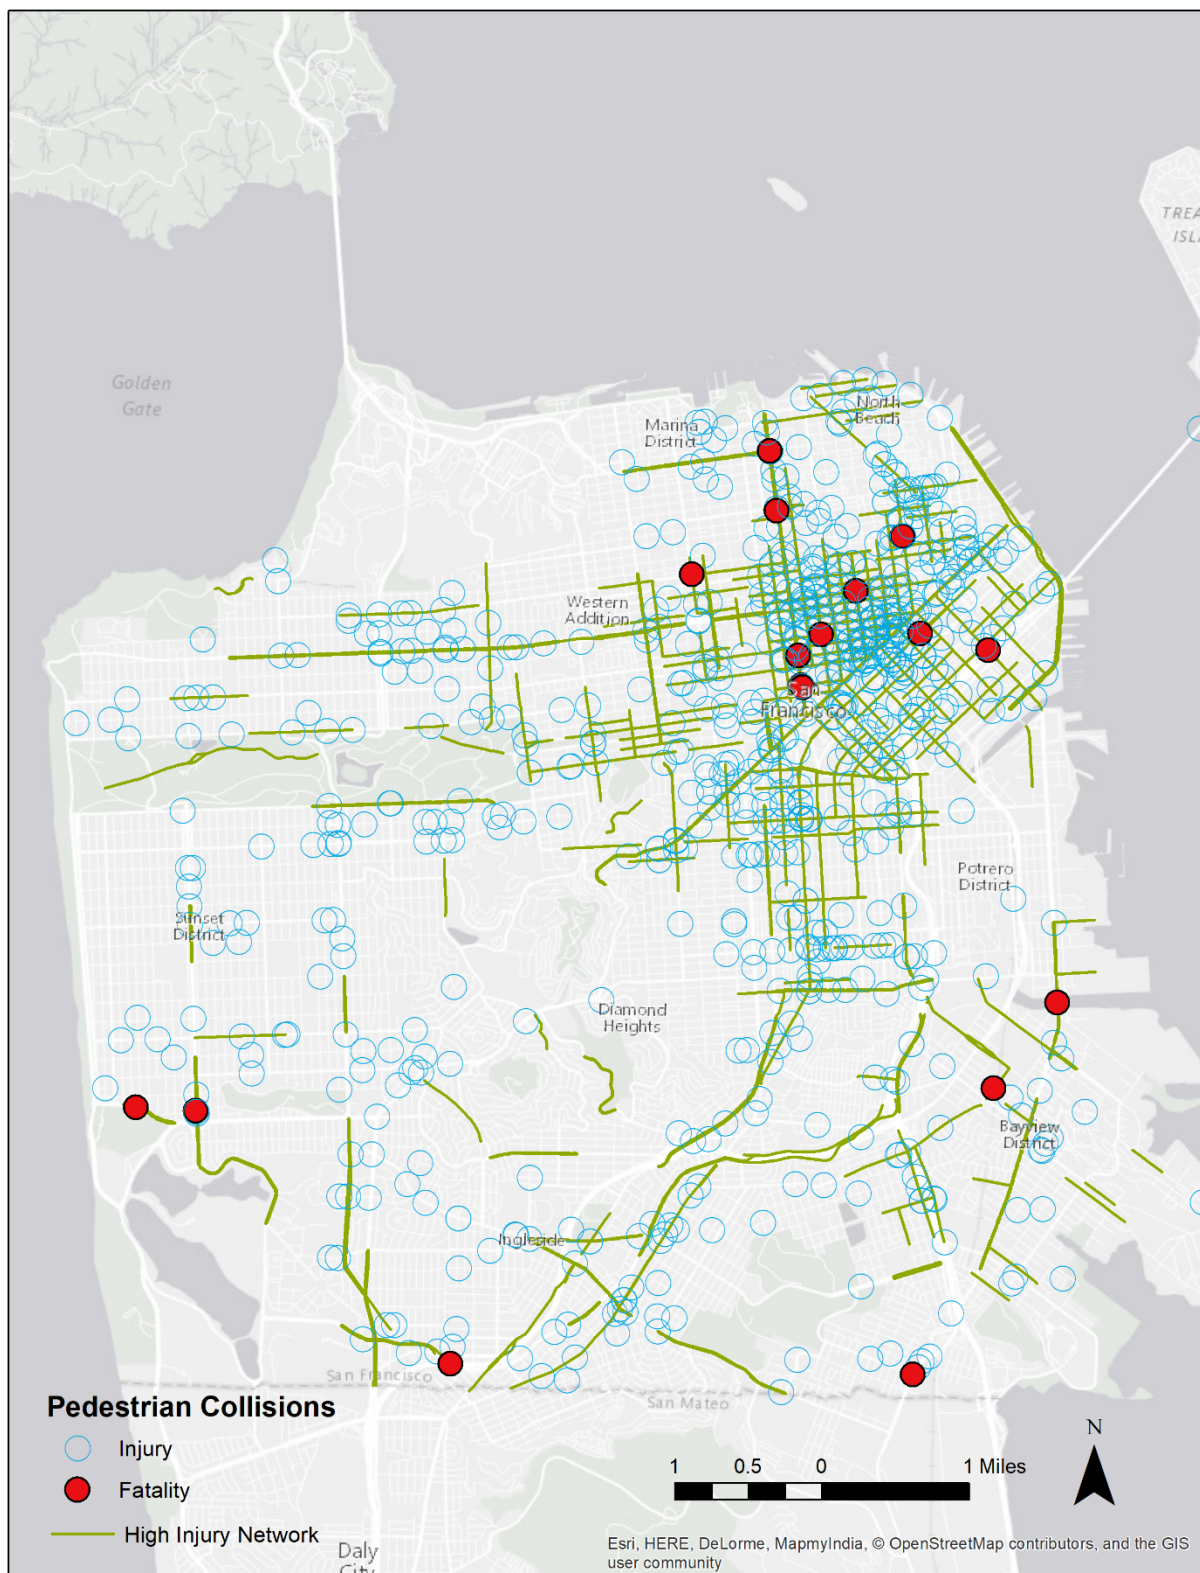 TREA
ISL
Golden
Gate
North
Beach
Marina
District
Western
Addition
San
Francisco
Potrero
District
Sunset
District
Diamond
Heights
Bayview
District
Ingleside
San Francisco
San Mateo
Pedestrian Collisions
Injury
Fatality
High Injury Network
1 0.5 0 1 Miles
N
Daly
City
Esri, HERE, DeLorme, MapmyIndia, © OpenStreetMap contributors, and the GIS
user community